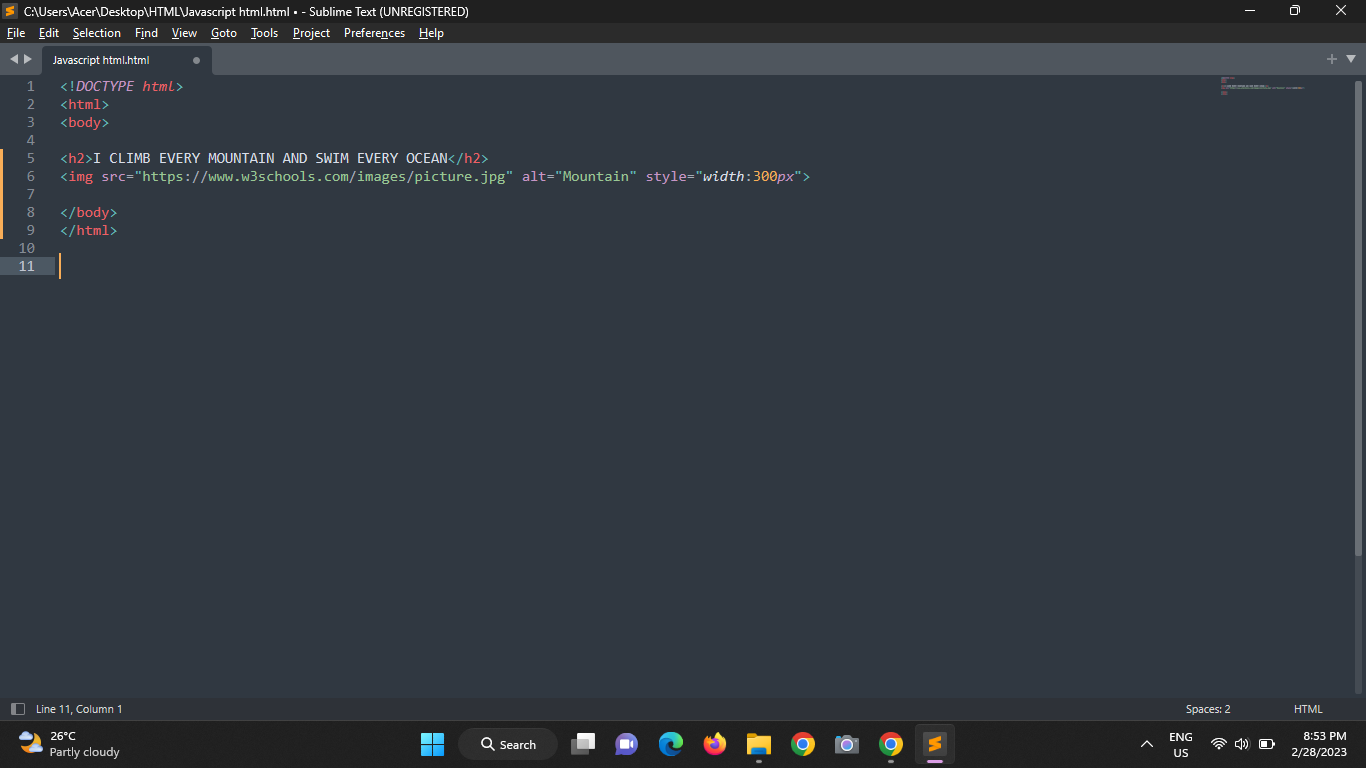 C:\Users\Acer\Desktop\HTML\Javascript html.html • - Sublime Text (UNREGISTERED)
File Edit Selection Find View Goto Tools Project Preferences Help
Javascript html.html
1 <!DOCTYPE html>
2 <html>
3 <body>
4
5 <h2>I CLIMB EVERY MOUNTAIN AND SWIM EVERY OCEAN</h2>
6 <img src="https://www.w3schools.com/images/picture.jpg" alt="Mountain" style="width:300px">
7
8 </body>
9 </html>
10
11
Line 11, Column 1 Spaces: 2 HTML
26°C
Partly cloudy
Search
ENG
US
8:53 PM
2/28/2023